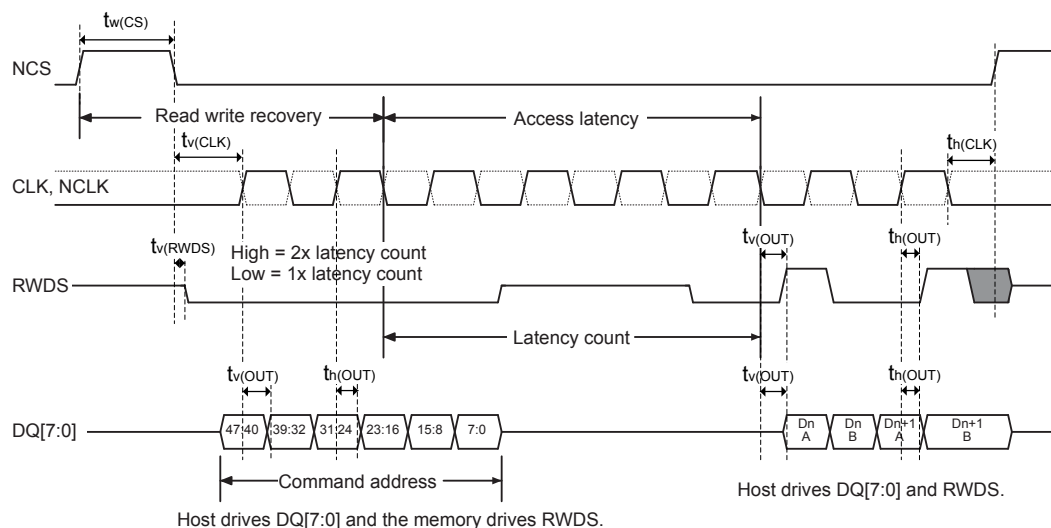 tw(CS)
NCS
Read write recovery
Access latency
tv(CLK)
th(CLK)
CLK, NCLK
tv(RWDS)
High = 2x latency count
Low = 1x latency count
tv(OUT)
th(OUT)
RWDS
Latency count
tv(OUT)
th(OUT)
tv(OUT)
th(OUT)
DQ[7:0]
47:40
39:32
31:24
23:16
15:8
7:0
Dn
A
Dn
B
Dn+1
A
Dn+1
B
Command address
Host drives DQ[7:0] and RWDS.
Host drives DQ[7:0] and the memory drives RWDS.